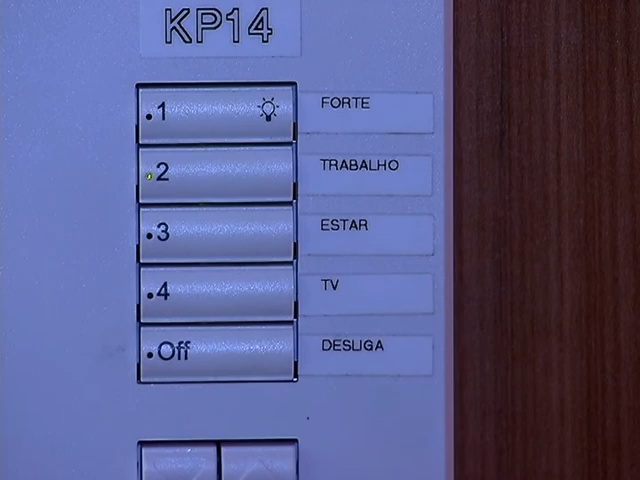 KP14
1 FORTE
2 TRABALHO
3 ESTAR
4 TV
Off DESLIGA